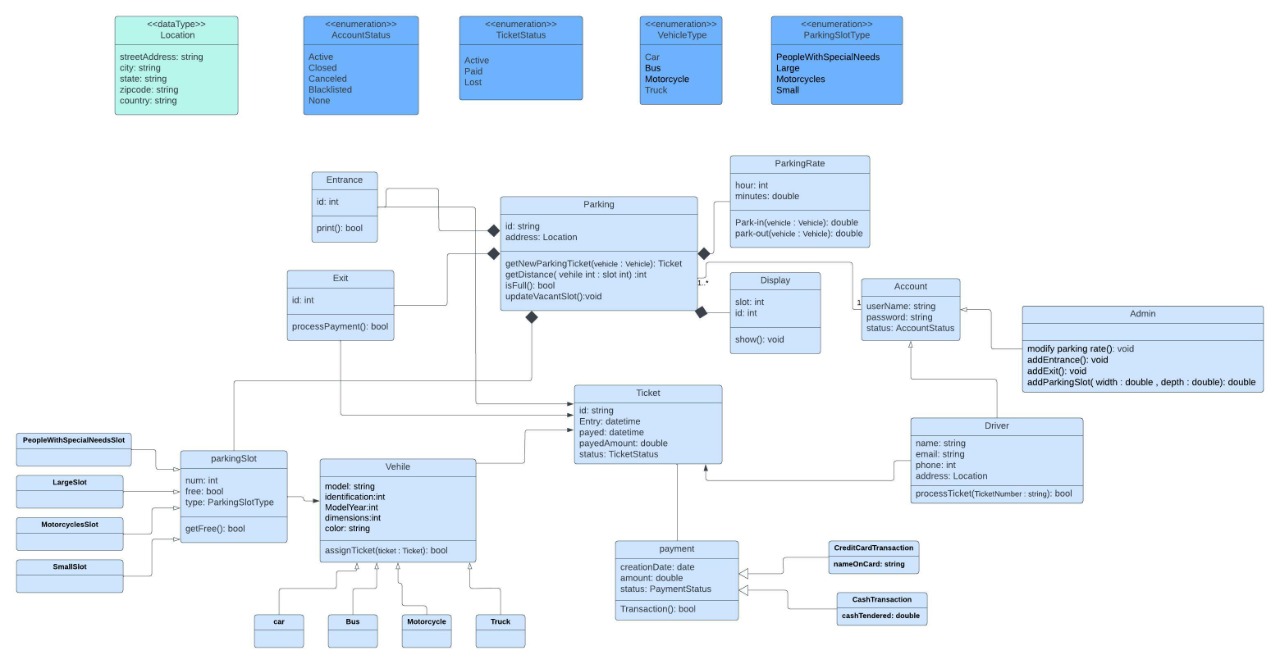 <<dataType>>
Location
streetAddress: string
city: string
state: string
zipcode: string
country: string
<<enumeration>>
AccountStatus
Active
Closed
Canceled
Blacklisted
None
<<enumeration>>
TicketStatus
Active
Paid
Lost
<<enumeration>>
VehicleType
Car
Bus
Motorcycle
Truck
<<enumeration>>
ParkingSlotType
PeopleWithSpecialNeeds
Large
Motorcycles
Small
Entrance
id: int
print(): bool
Parking
id: string
address: Location
getNewParkingTicket(vehicle : Vehicle): Ticket
getDistance( vehile int : slot int) :int
isFull(): bool
updateVacantSlot():void
ParkingRate
hour: int
minutes: double
Park-in(vehicle : Vehicle): double
park-out(vehicle : Vehicle): double
Exit
id: int
processPayment(): bool
Display
slot: int
id: int
show(): void
1..*
1
Account
userName: string
password: string
status: AccountStatus
Admin
modify parking rate(): void
addEntrance(): void
addExit(): void
addParkingSlot( width : double , depth : double): double
Ticket
id: string
Entry: datetime
payed: datetime
payedAmount: double
status: TicketStatus
Driver
name: string
email: string
phone: int
address: Location
processTicket(TicketNumber : string): bool
PeopleWithSpecialNeedsSlot
LargeSlot
MotorcyclesSlot
SmallSlot
parkingSlot
num: int
free: bool
type: ParkingSlotType
getFree(): bool
Vehile
model: string
identification:int
ModelYear:int
dimensions:int
color: string
assignTicket(ticket : Ticket): bool
car
Bus
Motorcycle
Truck
payment
creationDate: date
amount: double
status: PaymentStatus
Transaction(): bool
CreditCardTransaction
nameOnCard: string
CashTransaction
cashTendered: double